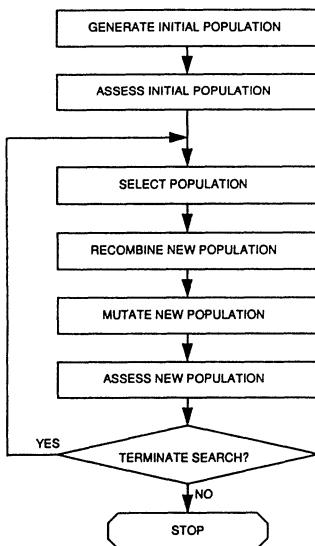 GENERATE INITIAL POPULATION
ASSESS INITIAL POPULATION
SELECT POPULATION
RECOMBINE NEW POPULATION
MUTATE NEW POPULATION
ASSESS NEW POPULATION
YES
TERMINATE SEARCH?
NO
STOP